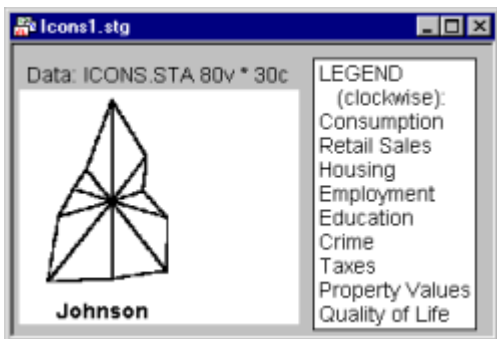 Icons1.stg
Data: ICONS.STA 80v * 30c
Johnson
LEGEND
(clockwise):
Consumption
Retail Sales
Housing
Employment
Education
Crime
Taxes
Property Values
Quality of Life